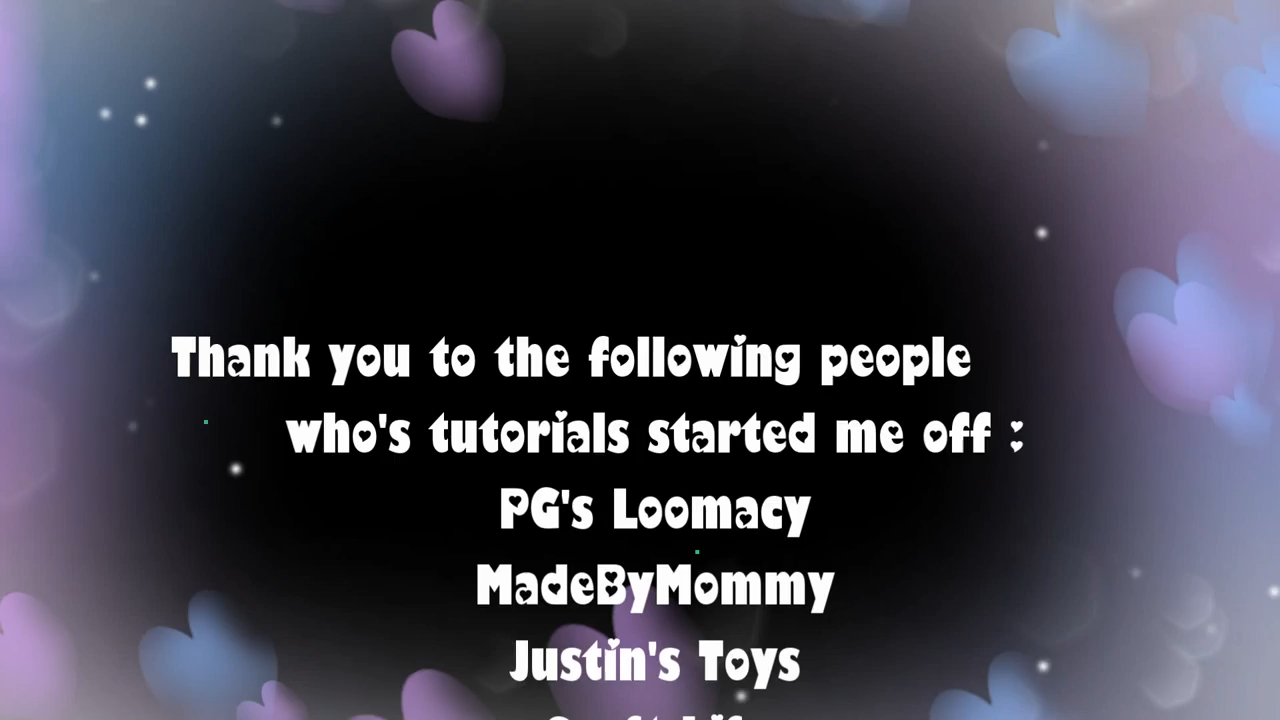 Thank you to the following people
who's tutorials started me off :
PG's Loomacy
MadeByMommy
Justin's Toys